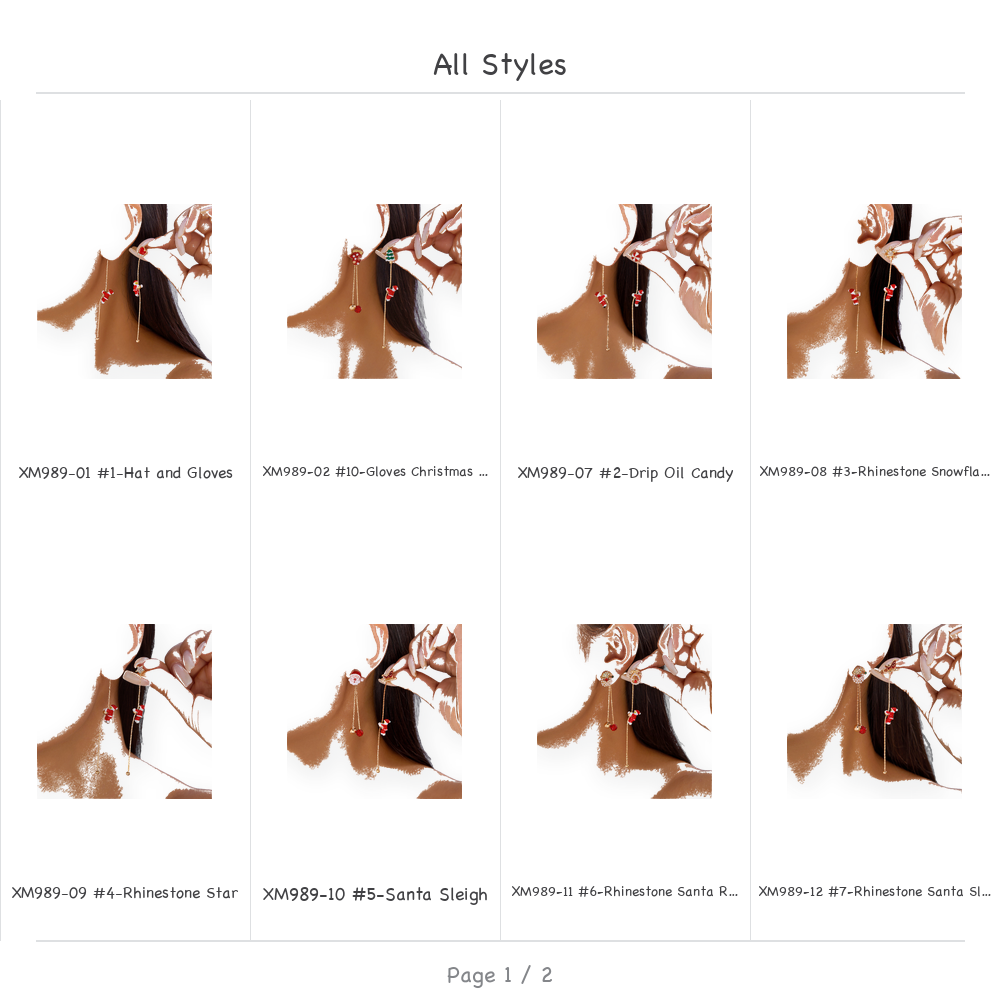 All Styles
XM989-01 #1-Hat and Gloves
XM989-02 #10-Gloves Christmas ...
XM989-07 #2-Drip Oil Candy
XM989-08 #3-Rhinestone Snowfla...
XM989-09 #4-Rhinestone Star
XM989-10 #5-Santa Sleigh
XM989-11 #6-Rhinestone Santa R...
XM989-12 #7-Rhinestone Santa Sl...
Page 1 / 2